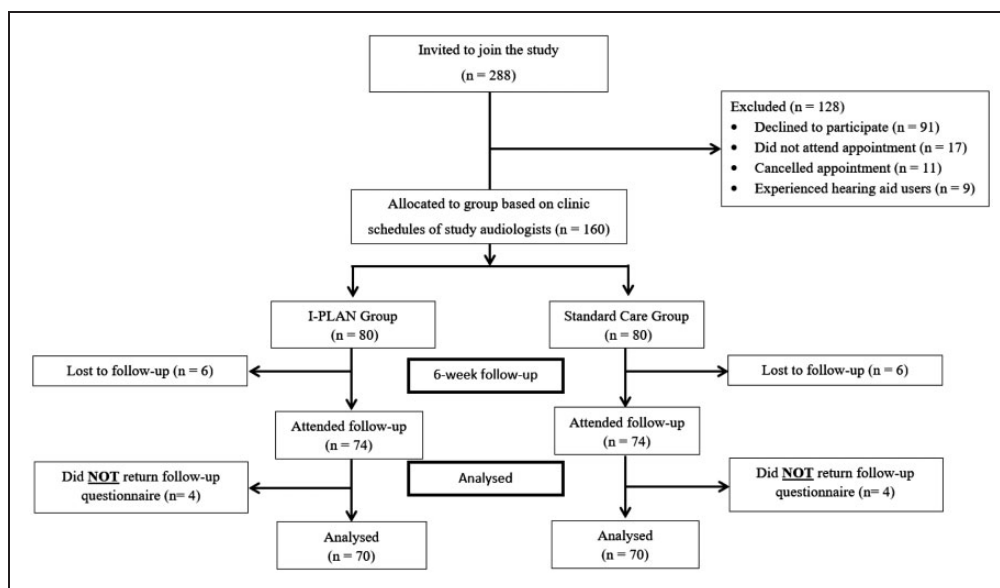 Invited to join the study
(n = 288)
Excluded (n = 128)
• Declined to participate (n = 91)
• Did not attend appointment (n = 17)
• Cancelled appointment (n = 11)
• Experienced hearing aid users (n = 9)
Allocated to group based on clinic
schedules of study audiologists (n = 160)
I-PLAN Group
(n = 80)
Standard Care Group
(n = 80)
Lost to follow-up (n = 6)
6-week follow-up
Lost to follow-up (n = 6)
Attended follow-up
(n = 74)
Attended follow-up
(n = 74)
Did NOT return follow-up
questionnaire (n= 4)
Analysed
Did NOT return follow-up
questionnaire (n= 4)
Analysed
(n = 70)
Analysed
(n = 70)